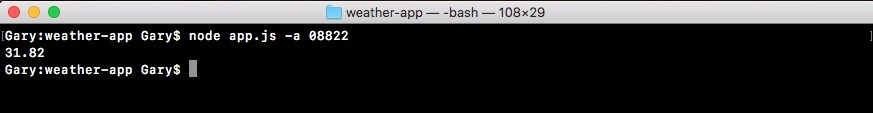 weather-app — -bash — 108×29
[Gary:weather-app Gary$ node app.js -a 08822 ]
31.82
Gary:weather-app Gary$